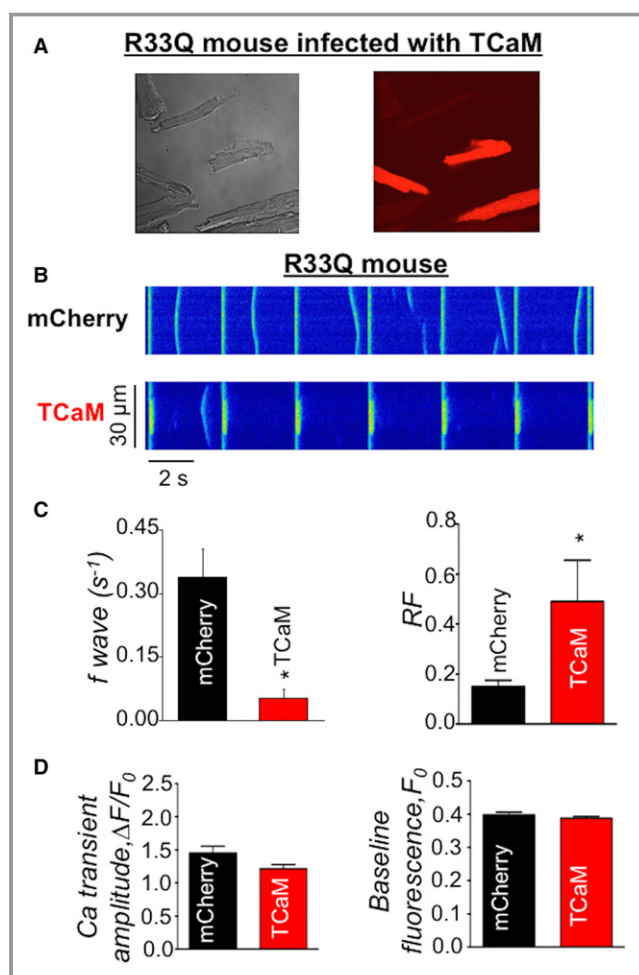 A
R33Q mouse infected with TCaM
B
R33Q mouse
mCherry
TCaM
30 µm
2 s
C
f wave (s⁻¹)
0.45
0.30
0.15
0.00
mCherry
* TCaM
RF
0.8
0.6
0.4
0.2
0.0
mCherry
*
TCaM
D
Ca transient
amplitude,ΔF/F₀
2.5
2.0
1.5
1.0
0.5
0.0
mCherry
TCaM
Baseline
fluorescence,F₀
0.5
0.4
0.3
0.2
0.1
0.0
mCherry
TCaM